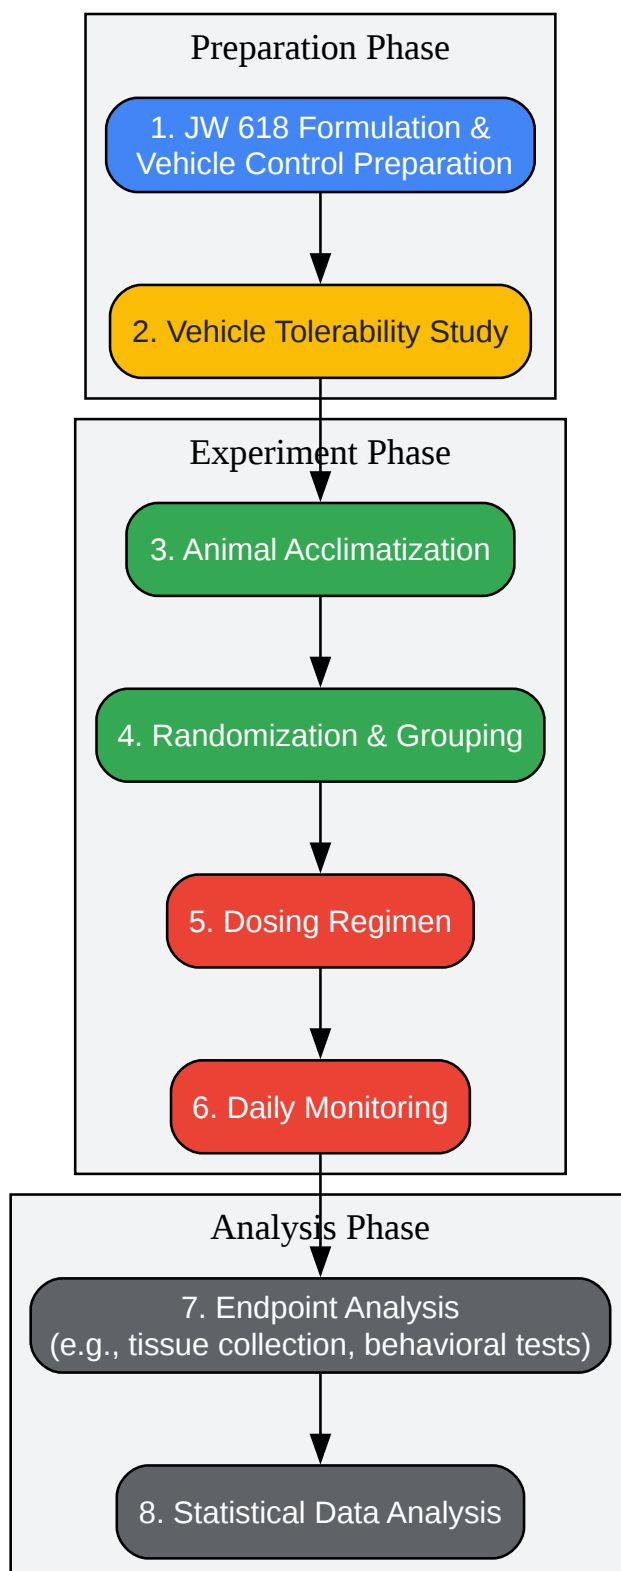 Preparation Phase
1. JW 618 Formulation &
Vehicle Control Preparation
2. Vehicle Tolerability Study
Experiment Phase
3. Animal Acclimatization
4. Randomization & Grouping
5. Dosing Regimen
6. Daily Monitoring
Analysis Phase
7. Endpoint Analysis
(e.g., tissue collection, behavioral tests)
8. Statistical Data Analysis